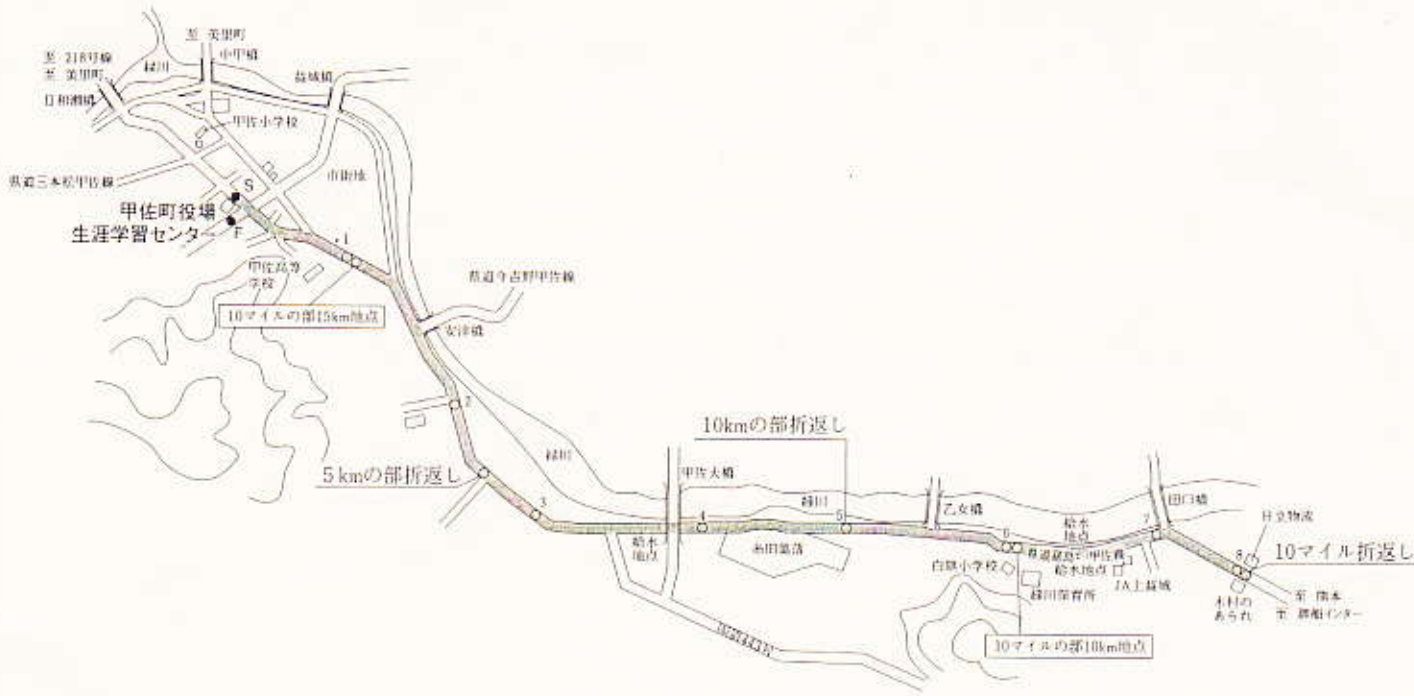 至 美里町
中甲橋
至 218号線
至 美里町
緑川
益城橋
日和瀬橋
甲佐小学校
県道三本松甲佐線
市街地
S
甲佐町役場
生涯学習センター
F
1
甲佐高等
学校
10マイルの部15km地点
県道今吉野甲佐線
安津橋
2
10kmの部折返し
5kmの部折返し
緑川
甲佐大橋
緑川
3
4
5
乙女橋
給水
地点
田口橋
7
日立物流
給水
地点
糸田部落
6
8
10マイル折返し
白旗小学校
給水地点
JA上益城
緑川保育所
木村の
あられ
至 熊本
至 御船インター
10マイルの部10km地点